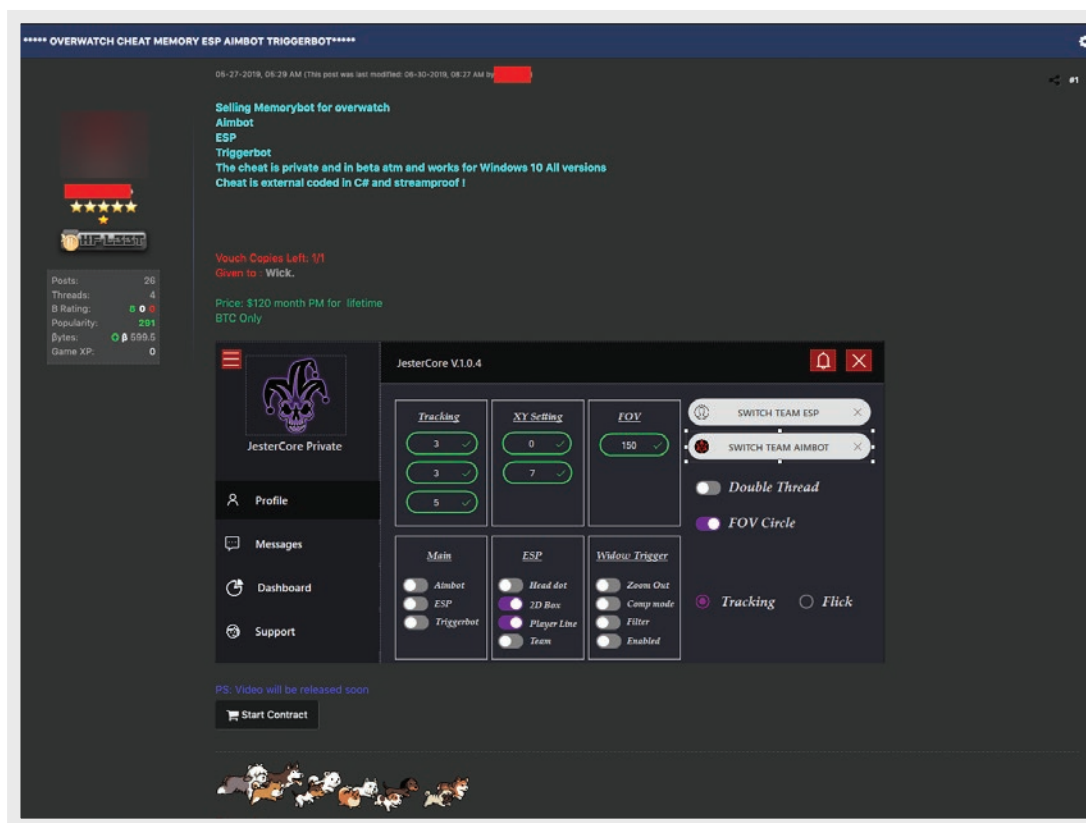 ***** OVERWATCH CHEAT MEMORY ESP AIMBOT TRIGGERBOT*****
06-27-2019, 06:29 AM (This post was last modified: 06-30-2019, 06:27 AM by
#1
Selling Memorybot for overwatch
Aimbot
ESP
Triggerbot
The cheat is private and in beta atm and works for Windows 10 All versions
Cheat is external coded in C# and streamproof !
Posts: 26
Threads: 4
B Rating: 8 0 0
Popularity: 291
βytes: β 599.5
Game XP: 0
Vouch Copies Left: 1/1
Given to : Wick.
Price: $120 month PM for lifetime
BTC Only
JesterCore V.1.0.4
JesterCore Private
Profile
Messages
Dashboard
Support
Tracking
3
3
5
XY Setting
0
7
FOV
150
SWITCH TEAM ESP
SWITCH TEAM AIMBOT
Double Thread
FOV Circle
Main
Aimbot
ESP
Triggerbot
ESP
Head dot
2D Box
Player Line
Team
Widow Trigger
Zoom Out
Comp mode
Filter
Enabled
Tracking
Flick
PS: Video will be released soon
Start Contract